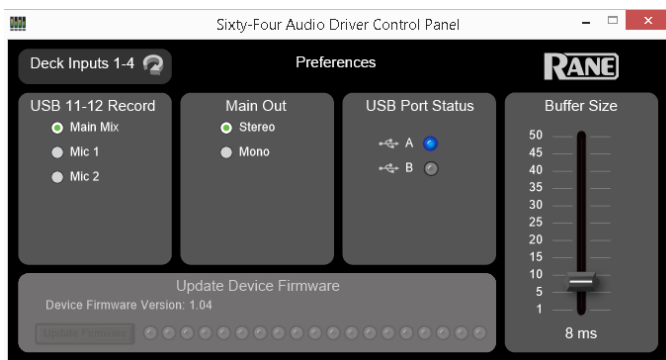 Sixty-Four Audio Driver Control Panel
Deck Inputs 1-4
Preferences
RANE
USB 11-12 Record
Main Mix
Mic 1
Mic 2
Main Out
Stereo
Mono
USB Port Status
A
B
Buffer Size
50
45
40
35
30
25
20
15
10
5
1
8 ms
Update Device Firmware
Device Firmware Version: 1.04
Update Firmware